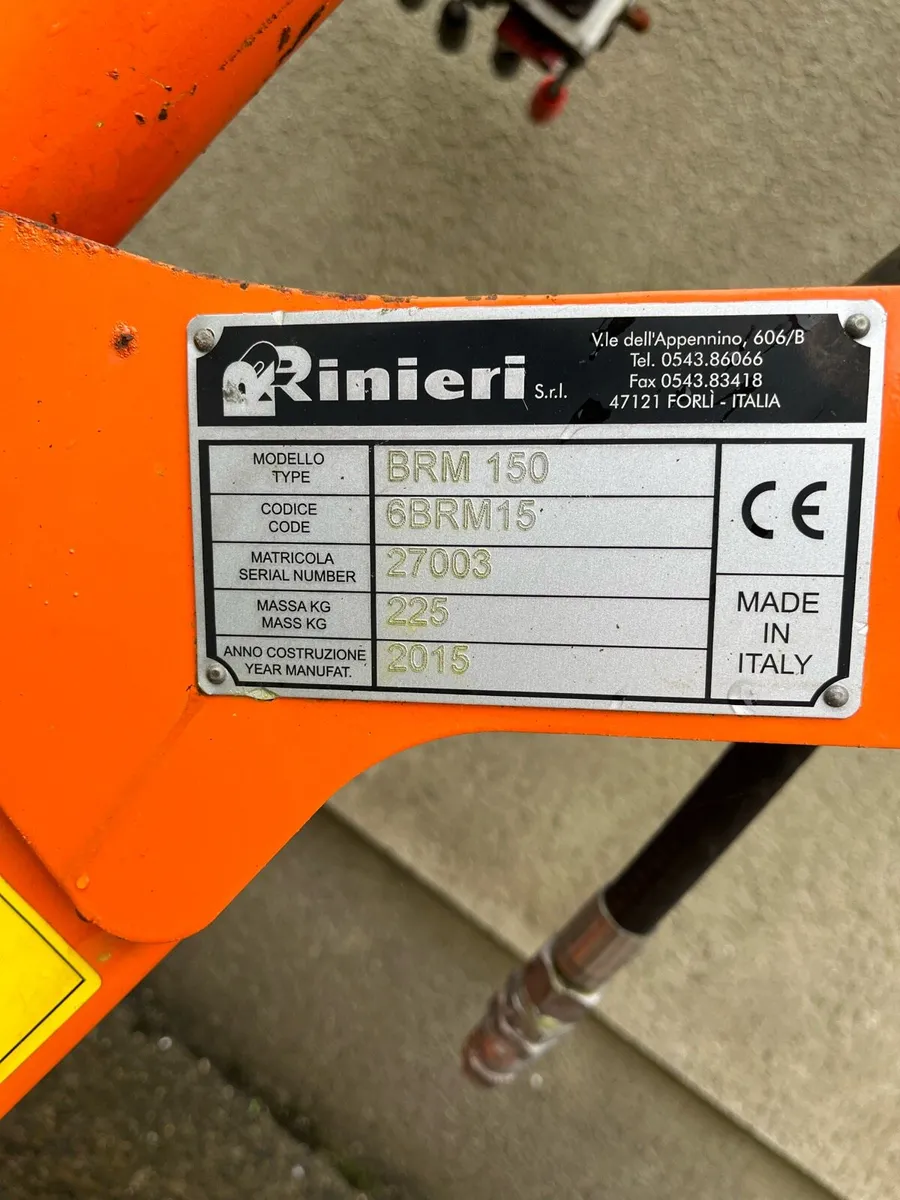 Rinieri S.r.l.
V.le dell'Appennino, 606/B
Tel. 0543.86066
Fax 0543.83418
47121 FORLÌ - ITALIA
MODELLO
TYPE
BRM 150
CODICE
CODE
6BRM15
MATRICOLA
SERIAL NUMBER
27003
MASSA KG
MASS KG
225
ANNO COSTRUZIONE
YEAR MANUFAT.
2015
CE
MADE
IN
ITALY